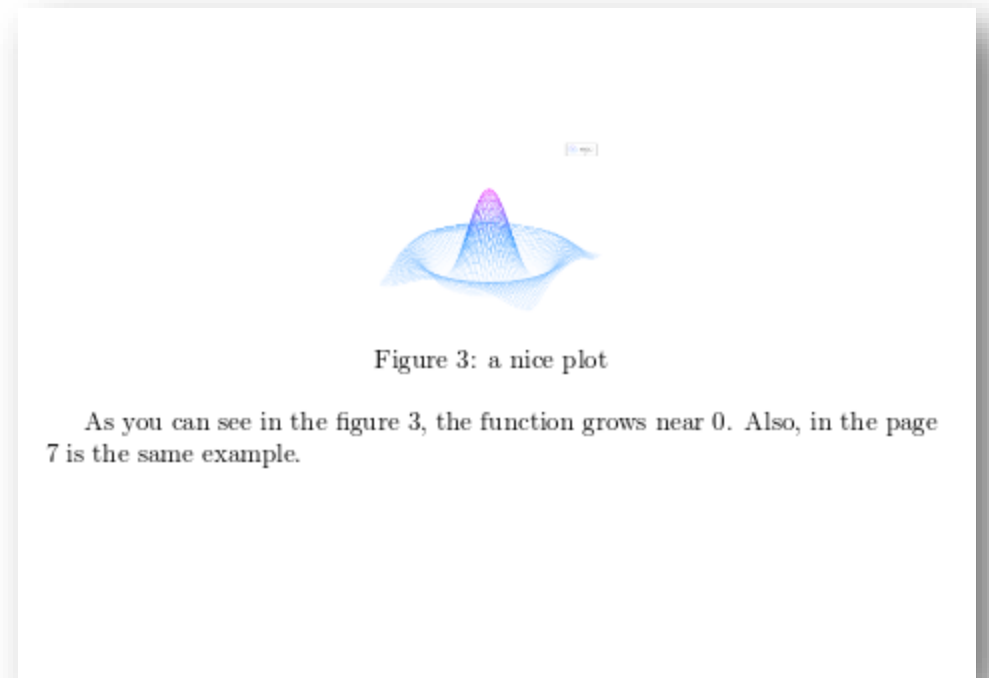 Figure 3: a nice plot
As you can see in the figure 3, the function grows near 0. Also, in the page
7 is the same example.